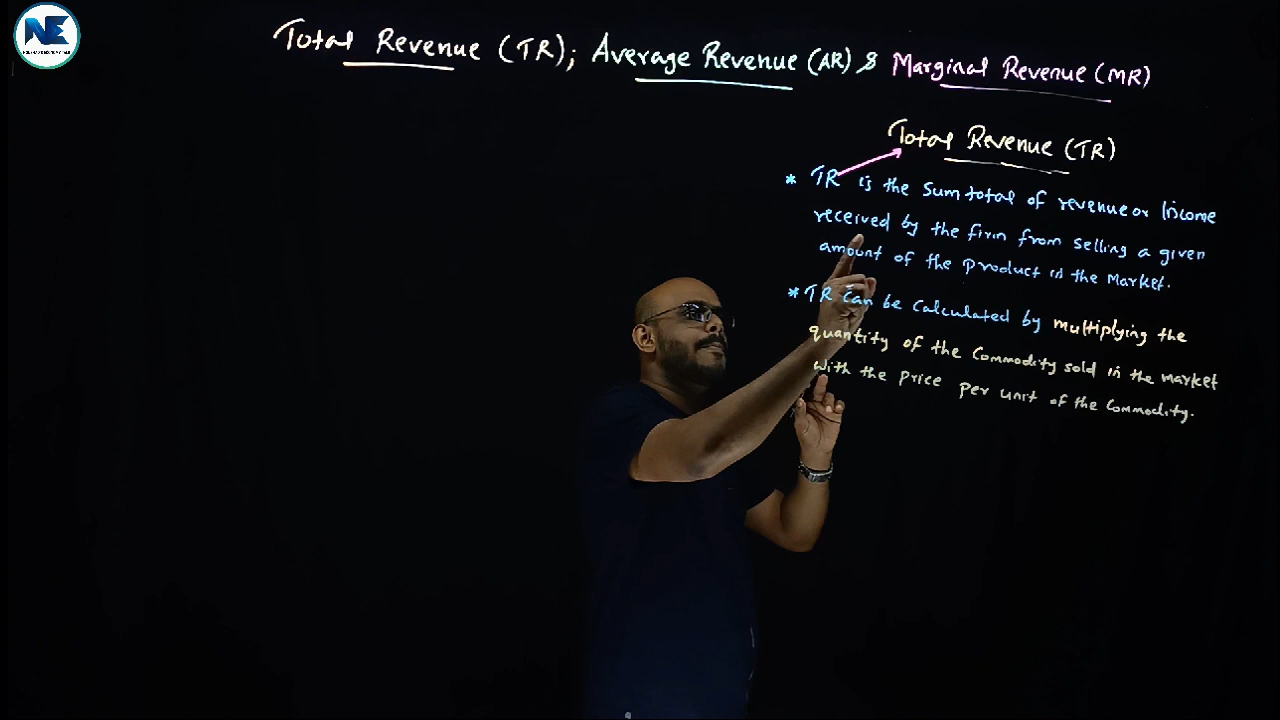 NE
Total Revenue (TR); Average Revenue (AR) & Marginal Revenue (MR)
Total Revenue (TR)
* TR is the sum total of revenue or Income
received by the firm from selling a given
amount of the product in the Market.
* TR can be calculated by multiplying the
quantity of the commodity sold in the market
with the price per unit of the commodity.